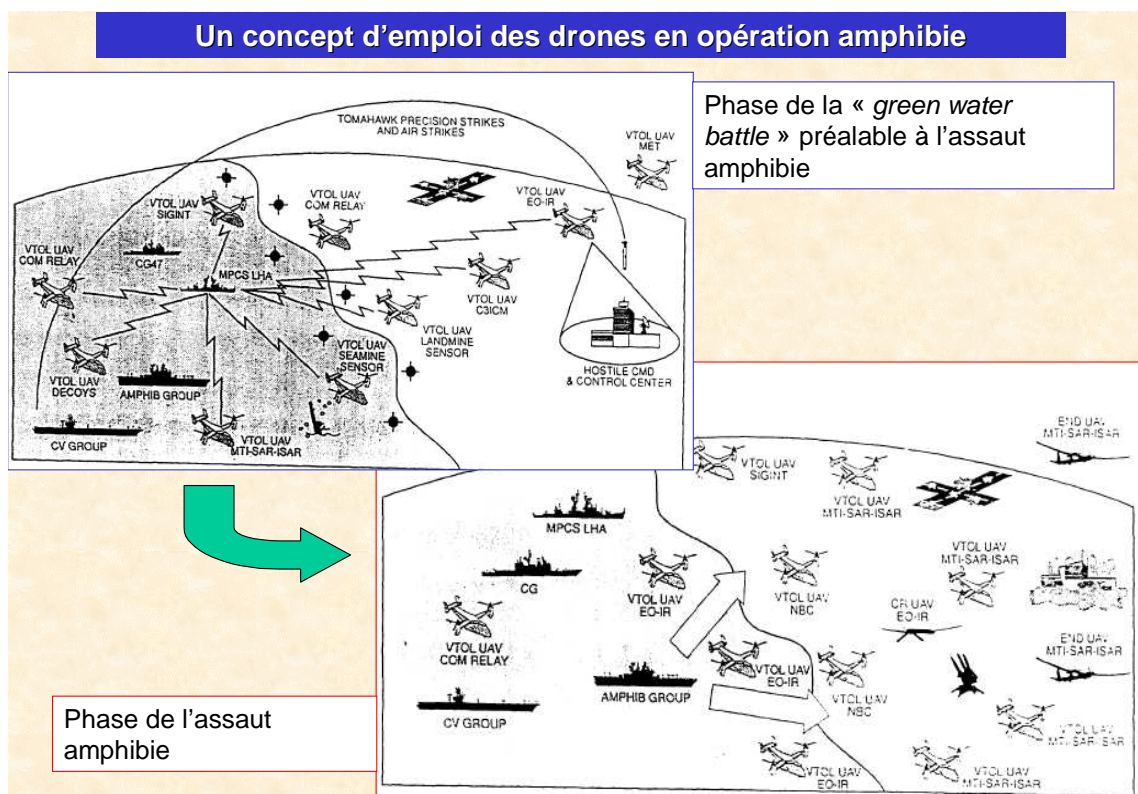 Un concept d’emploi des drones en opération amphibie
Phase de la « green water
battle » préalable à l’assaut
amphibie
TOMAHAWK PRECISION STRIKES
AND AIR STRIKES
VTOL UAV
MET
VTOL UAV
SIGINT
VTOL UAV
COM RELAY
VTOL UAV
EO-IR
VTOL UAV
COM RELAY
CG47
MPCS LHA
VTOL UAV
C3ICM
VTOL UAV
LANDMINE
SENSOR
VTOL UAV
SEAMINE
SENSOR
HOSTILE CMD
& CONTROL CENTER
VTOL UAV
DECOYS
AMPHIB GROUP
CV GROUP
VTOL UAV
MTI-SAR-ISAR
END UAV
MTI-SAR-ISAR
VTOL UAV
SIGINT
VTOL UAV
MTI-SAR-ISAR
MPCS LHA
VTOL UAV
MTI-SAR-ISAR
CG
VTOL UAV
EO-IR
VTOL UAV
NBC
CR UAV
EO-IR
VTOL UAV
COM RELAY
END UAV
MTI-SAR-ISAR
AMPHIB GROUP
VTOL UAV
EO-IR
VTOL UAV
NBC
CV GROUP
VTOL UAV
MTI-SAR-ISAR
VTOL UAV
EO-IR
VTOL UAV
MTI-SAR-ISAR
Phase de l’assaut
amphibie